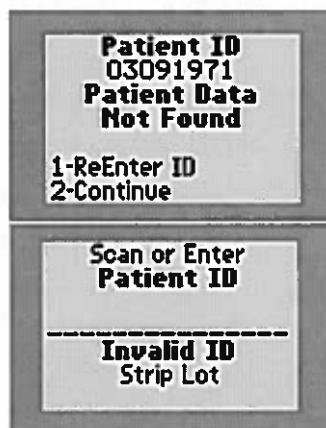 Patient ID
03091971
Patient Data
Not Found
1-ReEnter ID
2-Continue
Scan or Enter
Patient ID
Invalid ID
Strip Lot